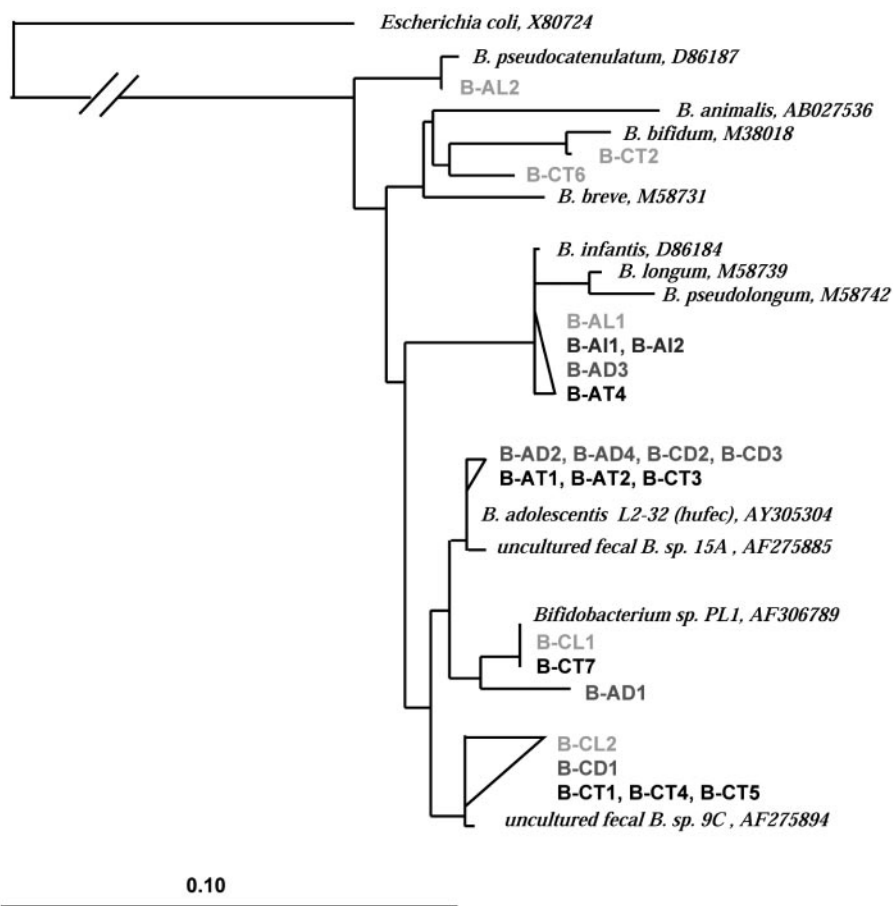 Escherichia coli, X80724
B. pseudocatenulatum, D86187
B-AL2
B. animalis, AB027536
B. bifidum, M38018
B-CT2
B-CT6
B. breve, M58731
B. infantis, D86184
B. longum, M58739
B. pseudolongum, M58742
B-AL1
B-AI1, B-AI2
B-AD3
B-AT4
B-AD2, B-AD4, B-CD2, B-CD3
B-AT1, B-AT2, B-CT3
B. adolescentis L2-32 (hufec), AY305304
uncultured fecal B. sp. 15A , AF275885
Bifidobacterium sp. PL1, AF306789
B-CL1
B-CT7
B-AD1
B-CL2
B-CD1
B-CT1, B-CT4, B-CT5
uncultured fecal B. sp. 9C , AF275894
0.10